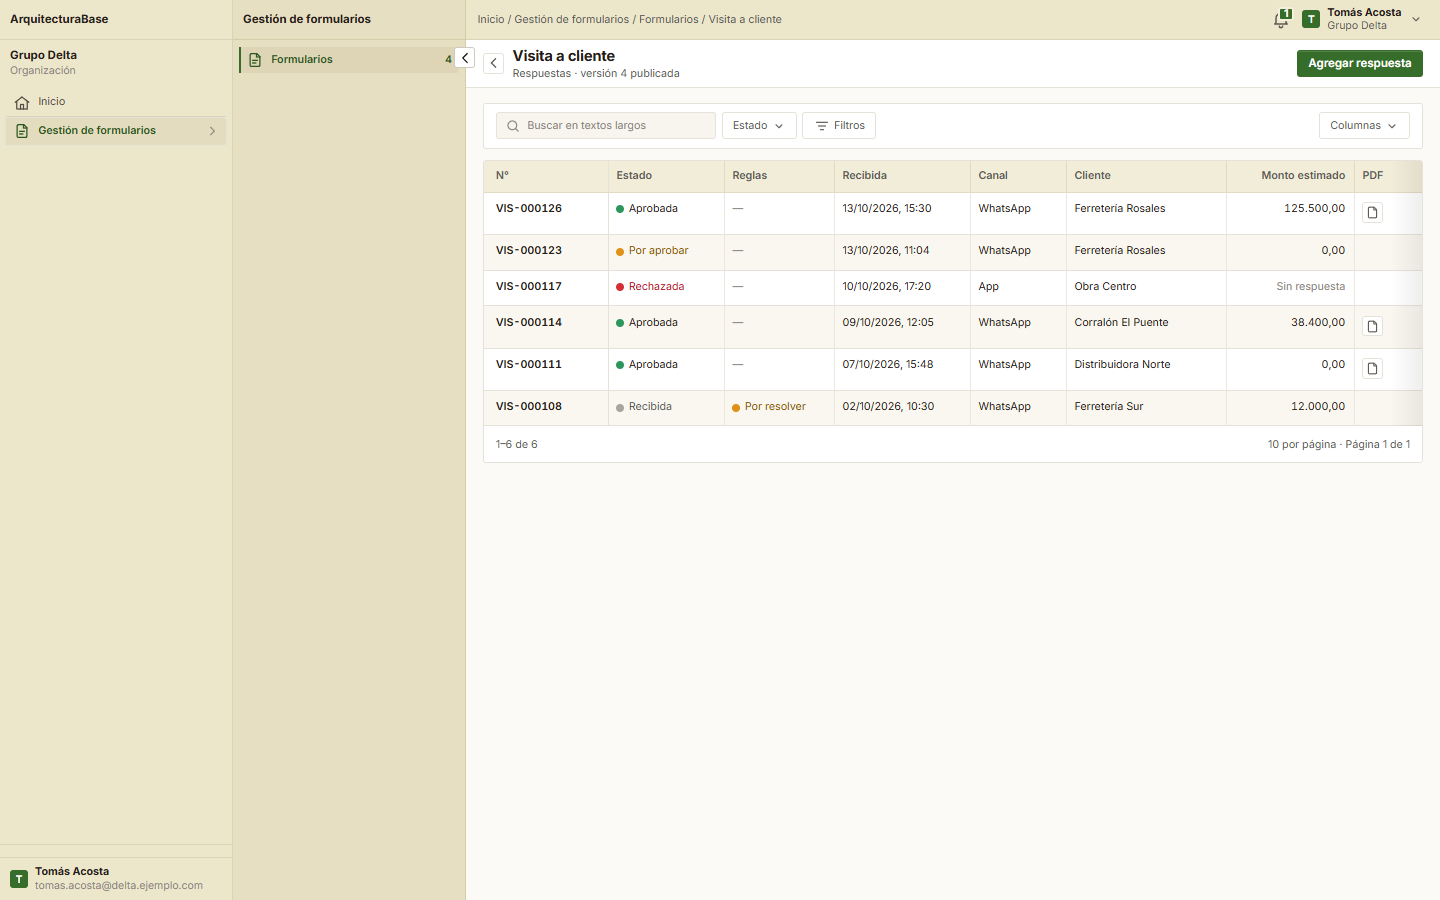 ArquitecturaBase
Grupo Delta
Organización
Inicio
Gestión de formularios
Tomás Acosta
tomas.acosta@delta.ejemplo.com
Gestión de formularios
Formularios 4
Inicio / Gestión de formularios / Formularios / Visita a cliente
1
T
Tomás Acosta
Grupo Delta
Visita a cliente
Respuestas · versión 4 publicada
Agregar respuesta
Buscar en textos largos
Estado
Filtros
Columnas
N° Estado Reglas Recibida Canal Cliente Monto estimado PDF
VIS-000126 Aprobada — 13/10/2026, 15:30 WhatsApp Ferretería Rosales 125.500,00
VIS-000123 Por aprobar — 13/10/2026, 11:04 WhatsApp Ferretería Rosales 0,00
VIS-000117 Rechazada — 10/10/2026, 17:20 App Obra Centro Sin respuesta
VIS-000114 Aprobada — 09/10/2026, 12:05 WhatsApp Corralón El Puente 38.400,00
VIS-000111 Aprobada — 07/10/2026, 15:48 WhatsApp Distribuidora Norte 0,00
VIS-000108 Recibida Por resolver 02/10/2026, 10:30 WhatsApp Ferretería Sur 12.000,00
1–6 de 6
10 por página · Página 1 de 1
T